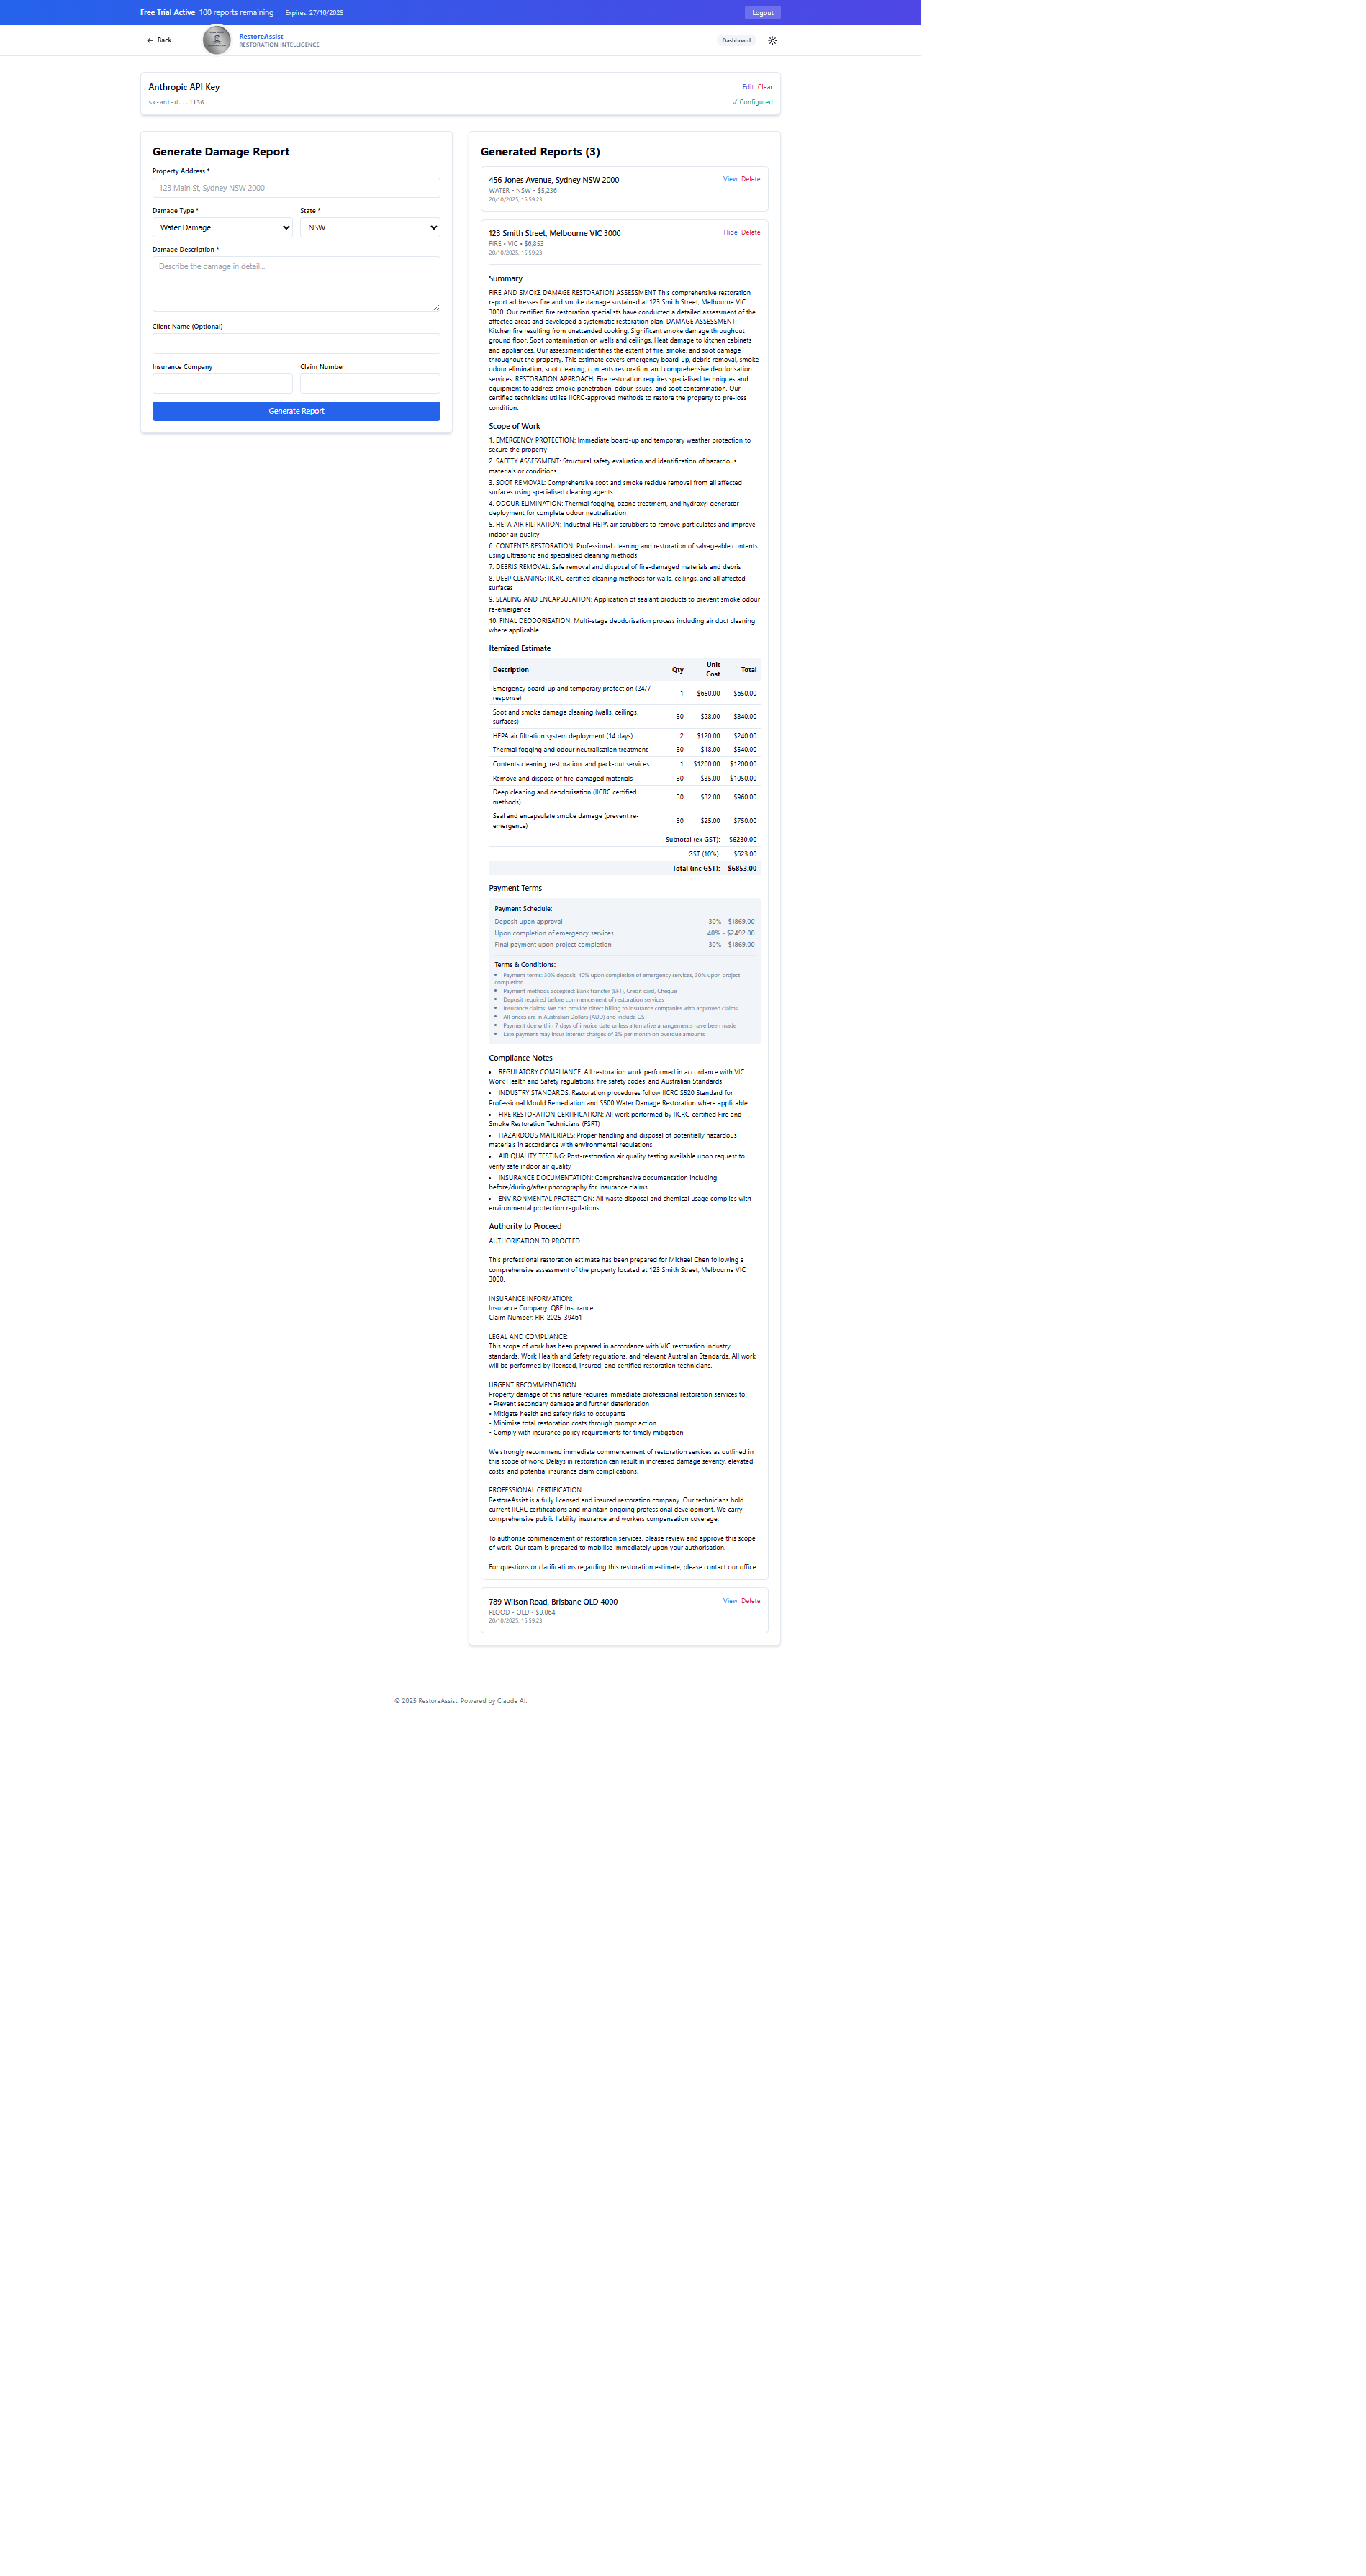 Free Trial Active 100 reports remaining Expires: 27/10/2025 Logout
← Back
RestoreAssist
RESTORATION INTELLIGENCE
Dashboard
Anthropic API Key
Edit Clear
sk-ant-d...1136
✓ Configured
Generate Damage Report
Property Address *
123 Main St, Sydney NSW 2000
Damage Type * State *
Water Damage NSW
Damage Description *
Describe the damage in detail...
Client Name (Optional)
Insurance Company Claim Number
Generate Report
Generated Reports (3)
456 Jones Avenue, Sydney NSW 2000 View Delete
WATER • NSW • $5,236
20/10/2025, 15:59:23
123 Smith Street, Melbourne VIC 3000 Hide Delete
FIRE • VIC • $6,853
20/10/2025, 15:59:23
Summary
FIRE AND SMOKE DAMAGE RESTORATION ASSESSMENT This comprehensive restoration
report addresses fire and smoke damage sustained at 123 Smith Street, Melbourne VIC
3000. Our certified fire restoration specialists have conducted a detailed assessment of the
affected areas and developed a systematic restoration plan. DAMAGE ASSESSMENT:
Kitchen fire resulting from unattended cooking. Significant smoke damage throughout
ground floor. Soot contamination on walls and ceilings. Heat damage to kitchen cabinets
and appliances. Our assessment identifies the extent of fire, smoke, and soot damage
throughout the property. This estimate covers emergency board-up, debris removal, smoke
odour elimination, soot cleaning, contents restoration, and comprehensive deodorisation
services. RESTORATION APPROACH: Fire restoration requires specialised techniques and
equipment to address smoke penetration, odour issues, and soot contamination. Our
certified technicians utilise IICRC-approved methods to restore the property to pre-loss
condition.
Scope of Work
1. EMERGENCY PROTECTION: Immediate board-up and temporary weather protection to
secure the property
2. SAFETY ASSESSMENT: Structural safety evaluation and identification of hazardous
materials or conditions
3. SOOT REMOVAL: Comprehensive soot and smoke residue removal from all affected
surfaces using specialised cleaning agents
4. ODOUR ELIMINATION: Thermal fogging, ozone treatment, and hydroxyl generator
deployment for complete odour neutralisation
5. HEPA AIR FILTRATION: Industrial HEPA air scrubbers to remove particulates and improve
indoor air quality
6. CONTENTS RESTORATION: Professional cleaning and restoration of salvageable contents
using ultrasonic and specialised cleaning methods
7. DEBRIS REMOVAL: Safe removal and disposal of fire-damaged materials and debris
8. DEEP CLEANING: IICRC-certified cleaning methods for walls, ceilings, and all affected
surfaces
9. SEALING AND ENCAPSULATION: Application of sealant products to prevent smoke odour
re-emergence
10. FINAL DEODORISATION: Multi-stage deodorisation process including air duct cleaning
where applicable
Itemized Estimate
Description Qty Unit Cost Total
Emergency board-up and temporary protection (24/7 response) 1 $650.00 $650.00
Soot and smoke damage cleaning (walls, ceilings, surfaces) 30 $28.00 $840.00
HEPA air filtration system deployment (14 days) 2 $120.00 $240.00
Thermal fogging and odour neutralisation treatment 30 $18.00 $540.00
Contents cleaning, restoration, and pack-out services 1 $1200.00 $1200.00
Remove and dispose of fire-damaged materials 30 $35.00 $1050.00
Deep cleaning and deodorisation (IICRC certified methods) 30 $32.00 $960.00
Seal and encapsulate smoke damage (prevent re-emergence) 30 $25.00 $750.00
Subtotal (ex GST): $6230.00
GST (10%): $623.00
Total (inc GST): $6853.00
Payment Terms
Payment Schedule:
Deposit upon approval 30% - $1869.00
Upon completion of emergency services 40% - $2492.00
Final payment upon project completion 30% - $1869.00
Terms & Conditions:
• Payment terms: 30% deposit, 40% upon completion of emergency services, 30% upon project
completion
• Payment methods accepted: Bank transfer (EFT), Credit card, Cheque
• Deposit required before commencement of restoration services
• Insurance claims: We can provide direct billing to insurance companies with approved claims
• All prices are in Australian Dollars (AUD) and include GST
• Payment due within 7 days of invoice date unless alternative arrangements have been made
• Late payment may incur interest charges of 2% per month on overdue amounts
Compliance Notes
• REGULATORY COMPLIANCE: All restoration work performed in accordance with VIC
Work Health and Safety regulations, fire safety codes, and Australian Standards
• INDUSTRY STANDARDS: Restoration procedures follow IICRC S520 Standard for
Professional Mould Remediation and S500 Water Damage Restoration where applicable
• FIRE RESTORATION CERTIFICATION: All work performed by IICRC-certified Fire and
Smoke Restoration Technicians (FSRT)
• HAZARDOUS MATERIALS: Proper handling and disposal of potentially hazardous
materials in accordance with environmental regulations
• AIR QUALITY TESTING: Post-restoration air quality testing available upon request to
verify safe indoor air quality
• INSURANCE DOCUMENTATION: Comprehensive documentation including
before/during/after photography for insurance claims
• ENVIRONMENTAL PROTECTION: All waste disposal and chemical usage complies with
environmental protection regulations
Authority to Proceed
AUTHORISATION TO PROCEED
This professional restoration estimate has been prepared for Michael Chen following a
comprehensive assessment of the property located at 123 Smith Street, Melbourne VIC
3000.
INSURANCE INFORMATION:
Insurance Company: QBE Insurance
Claim Number: FIR-2025-39461
LEGAL AND COMPLIANCE:
This scope of work has been prepared in accordance with VIC restoration industry
standards, Work Health and Safety regulations, and relevant Australian Standards. All work
will be performed by licensed, insured, and certified restoration technicians.
URGENT RECOMMENDATION:
Property damage of this nature requires immediate professional restoration services to:
• Prevent secondary damage and further deterioration
• Mitigate health and safety risks to occupants
• Minimise total restoration costs through prompt action
• Comply with insurance policy requirements for timely mitigation
We strongly recommend immediate commencement of restoration services as outlined in
this scope of work. Delays in restoration can result in increased damage severity, elevated
costs, and potential insurance claim complications.
PROFESSIONAL CERTIFICATION:
RestoreAssist is a fully licensed and insured restoration company. Our technicians hold
current IICRC certifications and maintain ongoing professional development. We carry
comprehensive public liability insurance and workers compensation coverage.
To authorise commencement of restoration services, please review and approve this scope
of work. Our team is prepared to mobilise immediately upon your authorisation.
For questions or clarifications regarding this restoration estimate, please contact our office.
789 Wilson Road, Brisbane QLD 4000 View Delete
FLOOD • QLD • $9,064
20/10/2025, 15:59:23
© 2025 RestoreAssist. Powered by Claude AI.